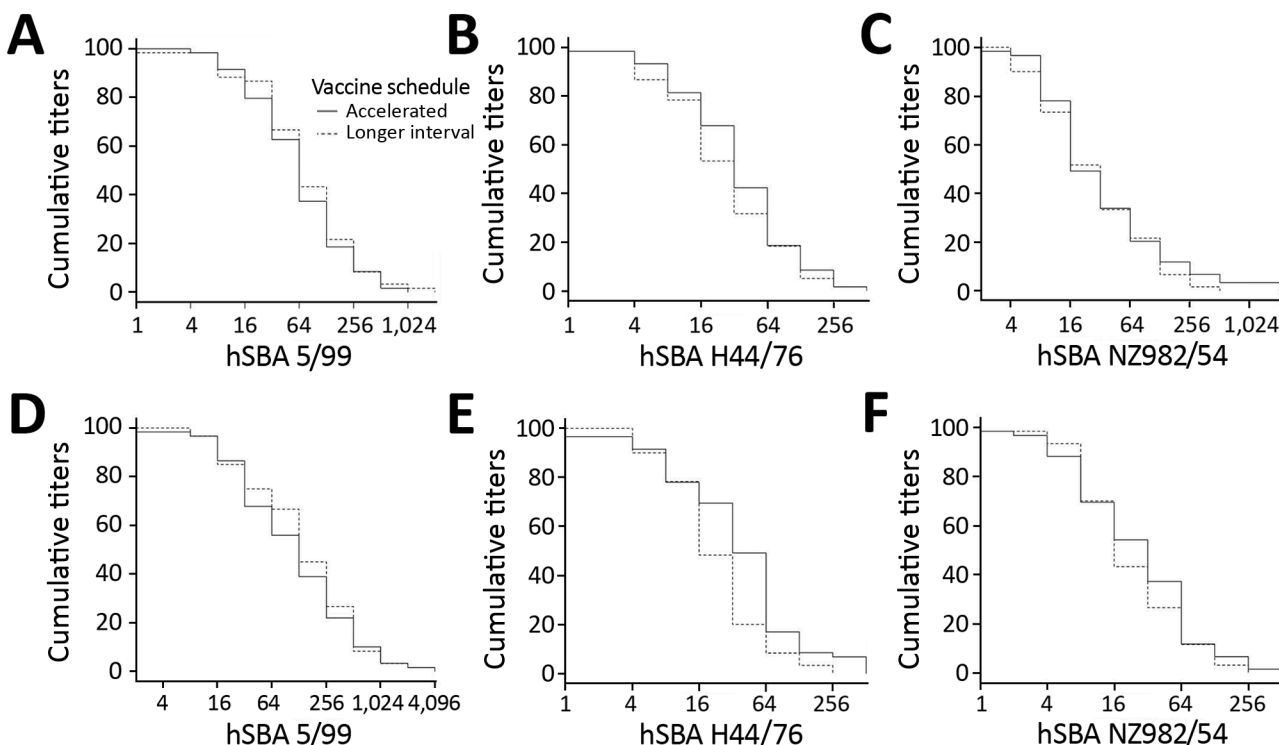 A
Cumulative titers
100
80
60
40
20
0
Vaccine schedule
Accelerated
Longer interval
1 4 16 64 256 1,024
hSBA 5/99
B
Cumulative titers
100
80
60
40
20
0
1 4 16 64 256
hSBA H44/76
C
Cumulative titers
100
80
60
40
20
0
4 16 64 256 1,024
hSBA NZ982/54
D
Cumulative titers
100
80
60
40
20
0
4 16 64 256 1,024 4,096
hSBA 5/99
E
Cumulative titers
100
80
60
40
20
0
1 4 16 64 256
hSBA H44/76
F
Cumulative titers
100
80
60
40
20
0
1 4 16 64 256
hSBA NZ982/54